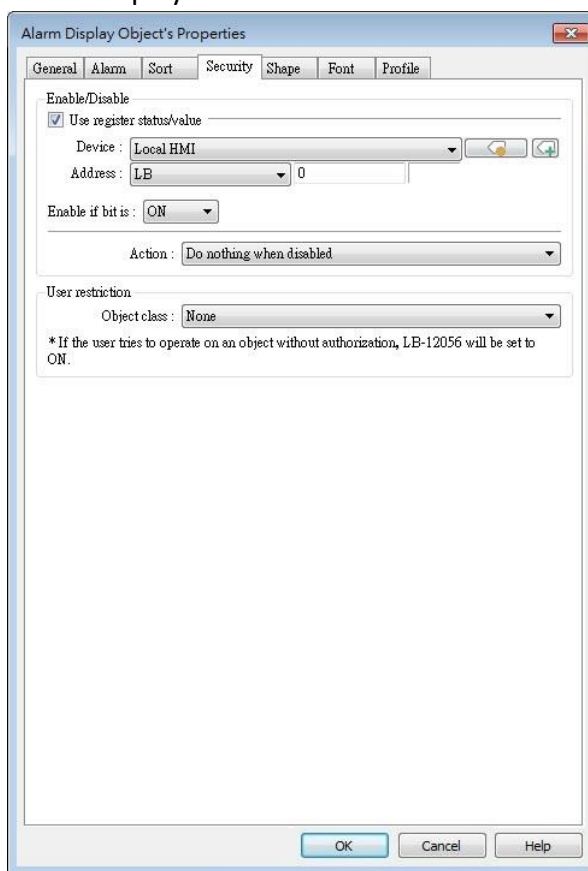 Alarm Display Object's Properties
General Alarm Sort Security Shape Font Profile
Enable/Disable
Use register status/value
Device : Local HMI
Address : LB 0
Enable if bit is : ON
Action : Do nothing when disabled
User restriction
Object class : None
* If the user tries to operate on an object without authorization, LB-12056 will be set to
ON.
OK Cancel Help